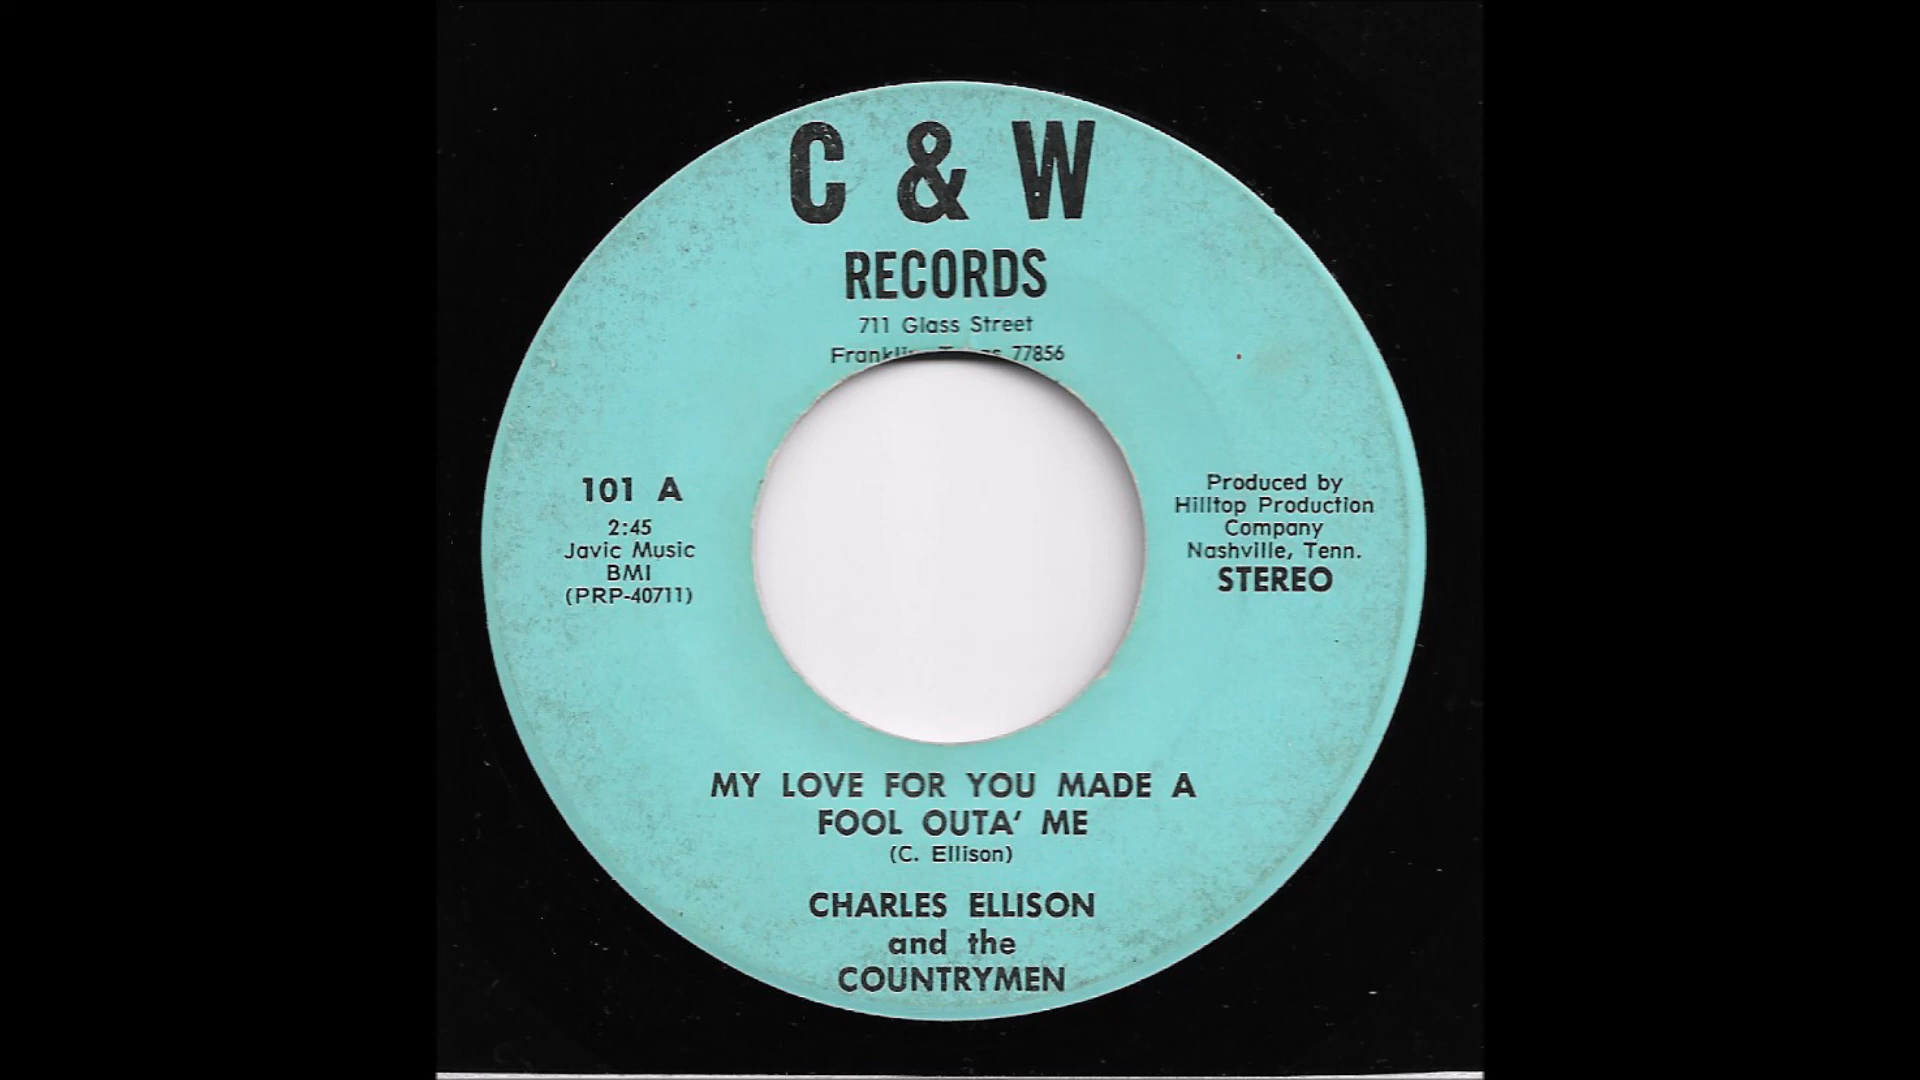 C & W
RECORDS
711 Glass Street
77856
101 A
2:45
Javic Music
BMI
(PRP-40711)
Produced by
Hilltop Production
Company
Nashville, Tenn.
STEREO
MY LOVE FOR YOU MADE A
FOOL OUTA' ME
(C. Ellison)
CHARLES ELLISON
and the
COUNTRYMEN